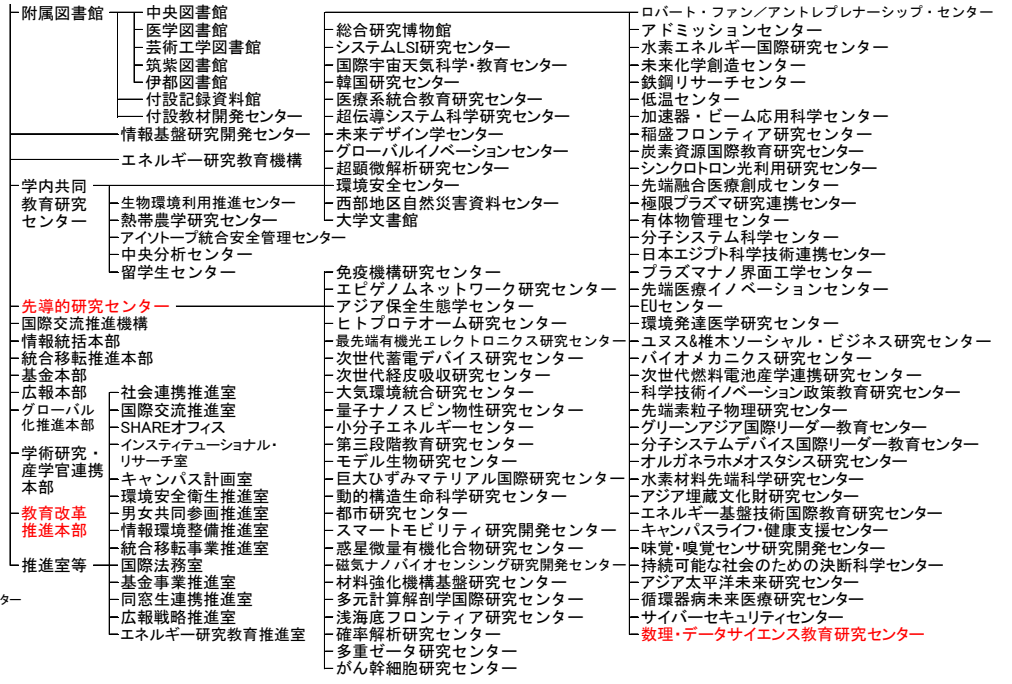 附属図書館
中央図書館
医学図書館
芸術工学図書館
筑紫図書館
伊都図書館
付設記録資料館
付設教材開発センター
情報基盤研究開発センター
エネルギー研究教育機構
学内共同
教育研究
センター
生物環境利用推進センター
熱帯農学研究センター
アイソトープ統合安全管理センター
中央分析センター
留学生センター
先導的研究センター
国際交流推進機構
情報統括本部
統合移転推進本部
基金本部
広報本部
グローバル
化推進本部
学術研究・
産学官連携
本部
教育改革
推進本部
推進室等
社会連携推進室
国際交流推進室
SHAREオフィス
インスティテューショナル・
リサーチ室
キャンパス計画室
環境安全衛生推進室
男女共同参画推進室
情報環境整備推進室
統合移転事業推進室
国際法務室
基金事業推進室
同窓生連携推進室
広報戦略推進室
エネルギー研究教育推進室
ター
総合研究博物館
システムLSI研究センター
国際宇宙天気科学・教育センター
韓国研究センター
医療系統合教育研究センター
超伝導システム科学研究センター
未来デザイン学センター
グローバルイノベーションセンター
超顕微解析研究センター
環境安全センター
西部地区自然災害資料センター
大学文書館
免疫機構研究センター
エピゲノムネットワーク研究センター
アジア保全生態学センター
ヒトプロテオーム研究センター
最先端有機光エレクトロニクス研究センター
次世代蓄電デバイス研究センター
次世代経皮吸収研究センター
大気環境統合研究センター
量子ナノスピン物性研究センター
小分子エネルギーセンター
第三段階教育研究センター
モデル生物研究センター
巨大ひずみマテリアル国際研究センター
動的構造生命科学研究センター
都市研究センター
スマートモビリティ研究開発センター
惑星微量有機化合物研究センター
磁気ナノバイオセンシング研究開発センター
材料強化機構基盤研究センター
多元計算解剖学国際研究センター
浅海底フロンティア研究センター
確率解析研究センター
多重ゼータ研究センター
がん幹細胞研究センター
ロバート・ファン／アントレプレナーシップ・センター
アドミッションセンター
水素エネルギー国際研究センター
未来化学創造センター
鉄鋼リサーチセンター
低温センター
加速器・ビーム応用科学センター
稲盛フロンティア研究センター
炭素資源国際教育研究センター
シンクロトロン光利用研究センター
先端融合医療創成センター
極限プラズマ研究連携センター
有体物管理センター
分子システム科学センター
日本エジプト科学技術連携センター
プラズマナノ界面工学センター
先端医療イノベーションセンター
EUセンター
環境発達医学研究センター
ユヌス&椎木ソーシャル・ビジネス研究センター
バイオメカニクス研究センター
次世代燃料電池産学連携研究センター
科学技術イノベーション政策教育研究センター
先端素粒子物理研究センター
グリーンアジア国際リーダー教育センター
分子システムデバイス国際リーダー教育センター
オルガネラホメオスタシス研究センター
水素材料先端科学研究センター
アジア埋蔵文化財研究センター
エネルギー基盤技術国際教育研究センター
キャンパスライフ・健康支援センター
味覚・嗅覚センサ研究開発センター
持続可能な社会のための決断科学センター
アジア太平洋未来研究センター
循環器病未来医療研究センター
サイバーセキュリティセンター
数理・データサイエンス教育研究センター